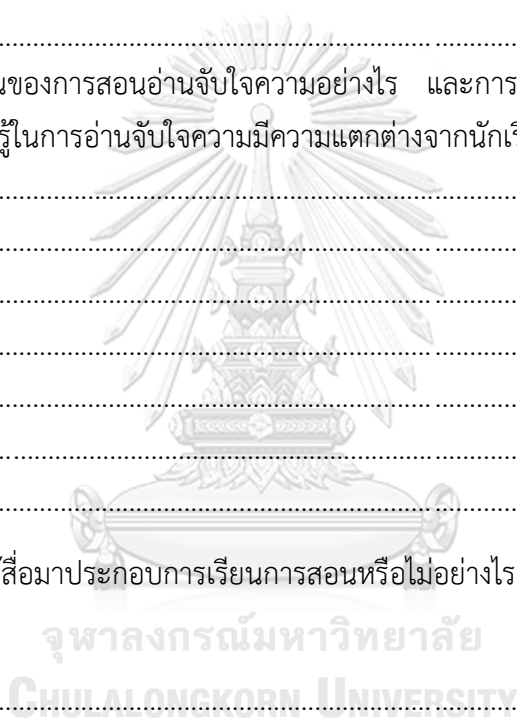 ................................................................................
นของการสอนอ่านจับใจความอย่างไร และการ
รู้ในการอ่านจับใจความมีความแตกต่างจากนักเรี
................................................................................
................................................................................
................................................................................
................................................................................
................................................................................
................................................................................
................................................................................
สื่อมาประกอบการเรียนการสอนหรือไม่อย่างไร
จุฬาลงกรณ์มหาวิทยาลัย
................................................................................
CHULALONGKORN UNIVERSITY